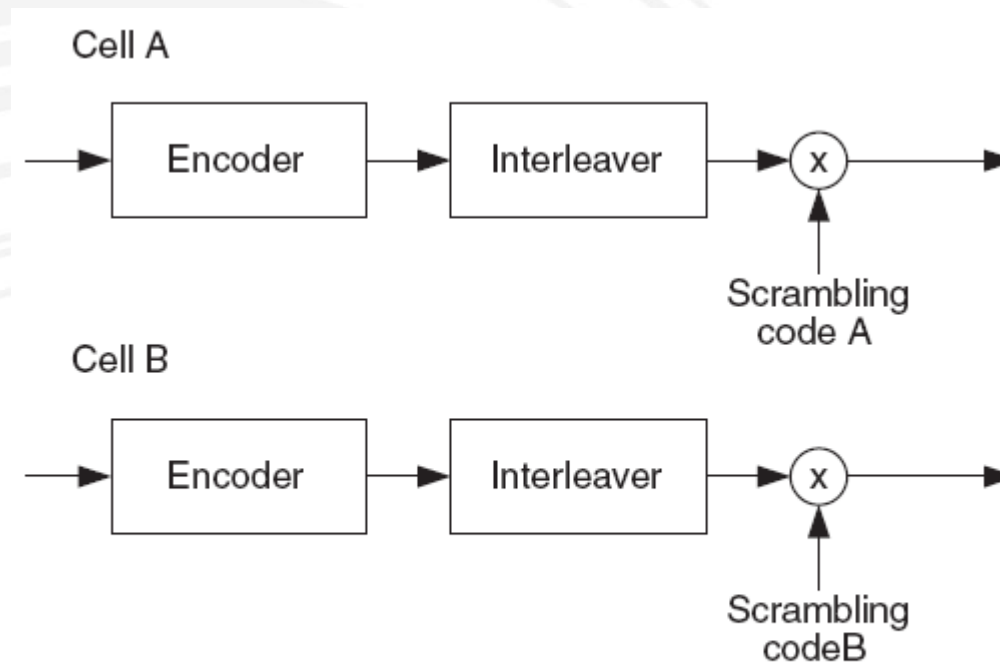 Cell A
Encoder
Interleaver
x
Scrambling
code A
Cell B
Encoder
Interleaver
x
Scrambling
codeB